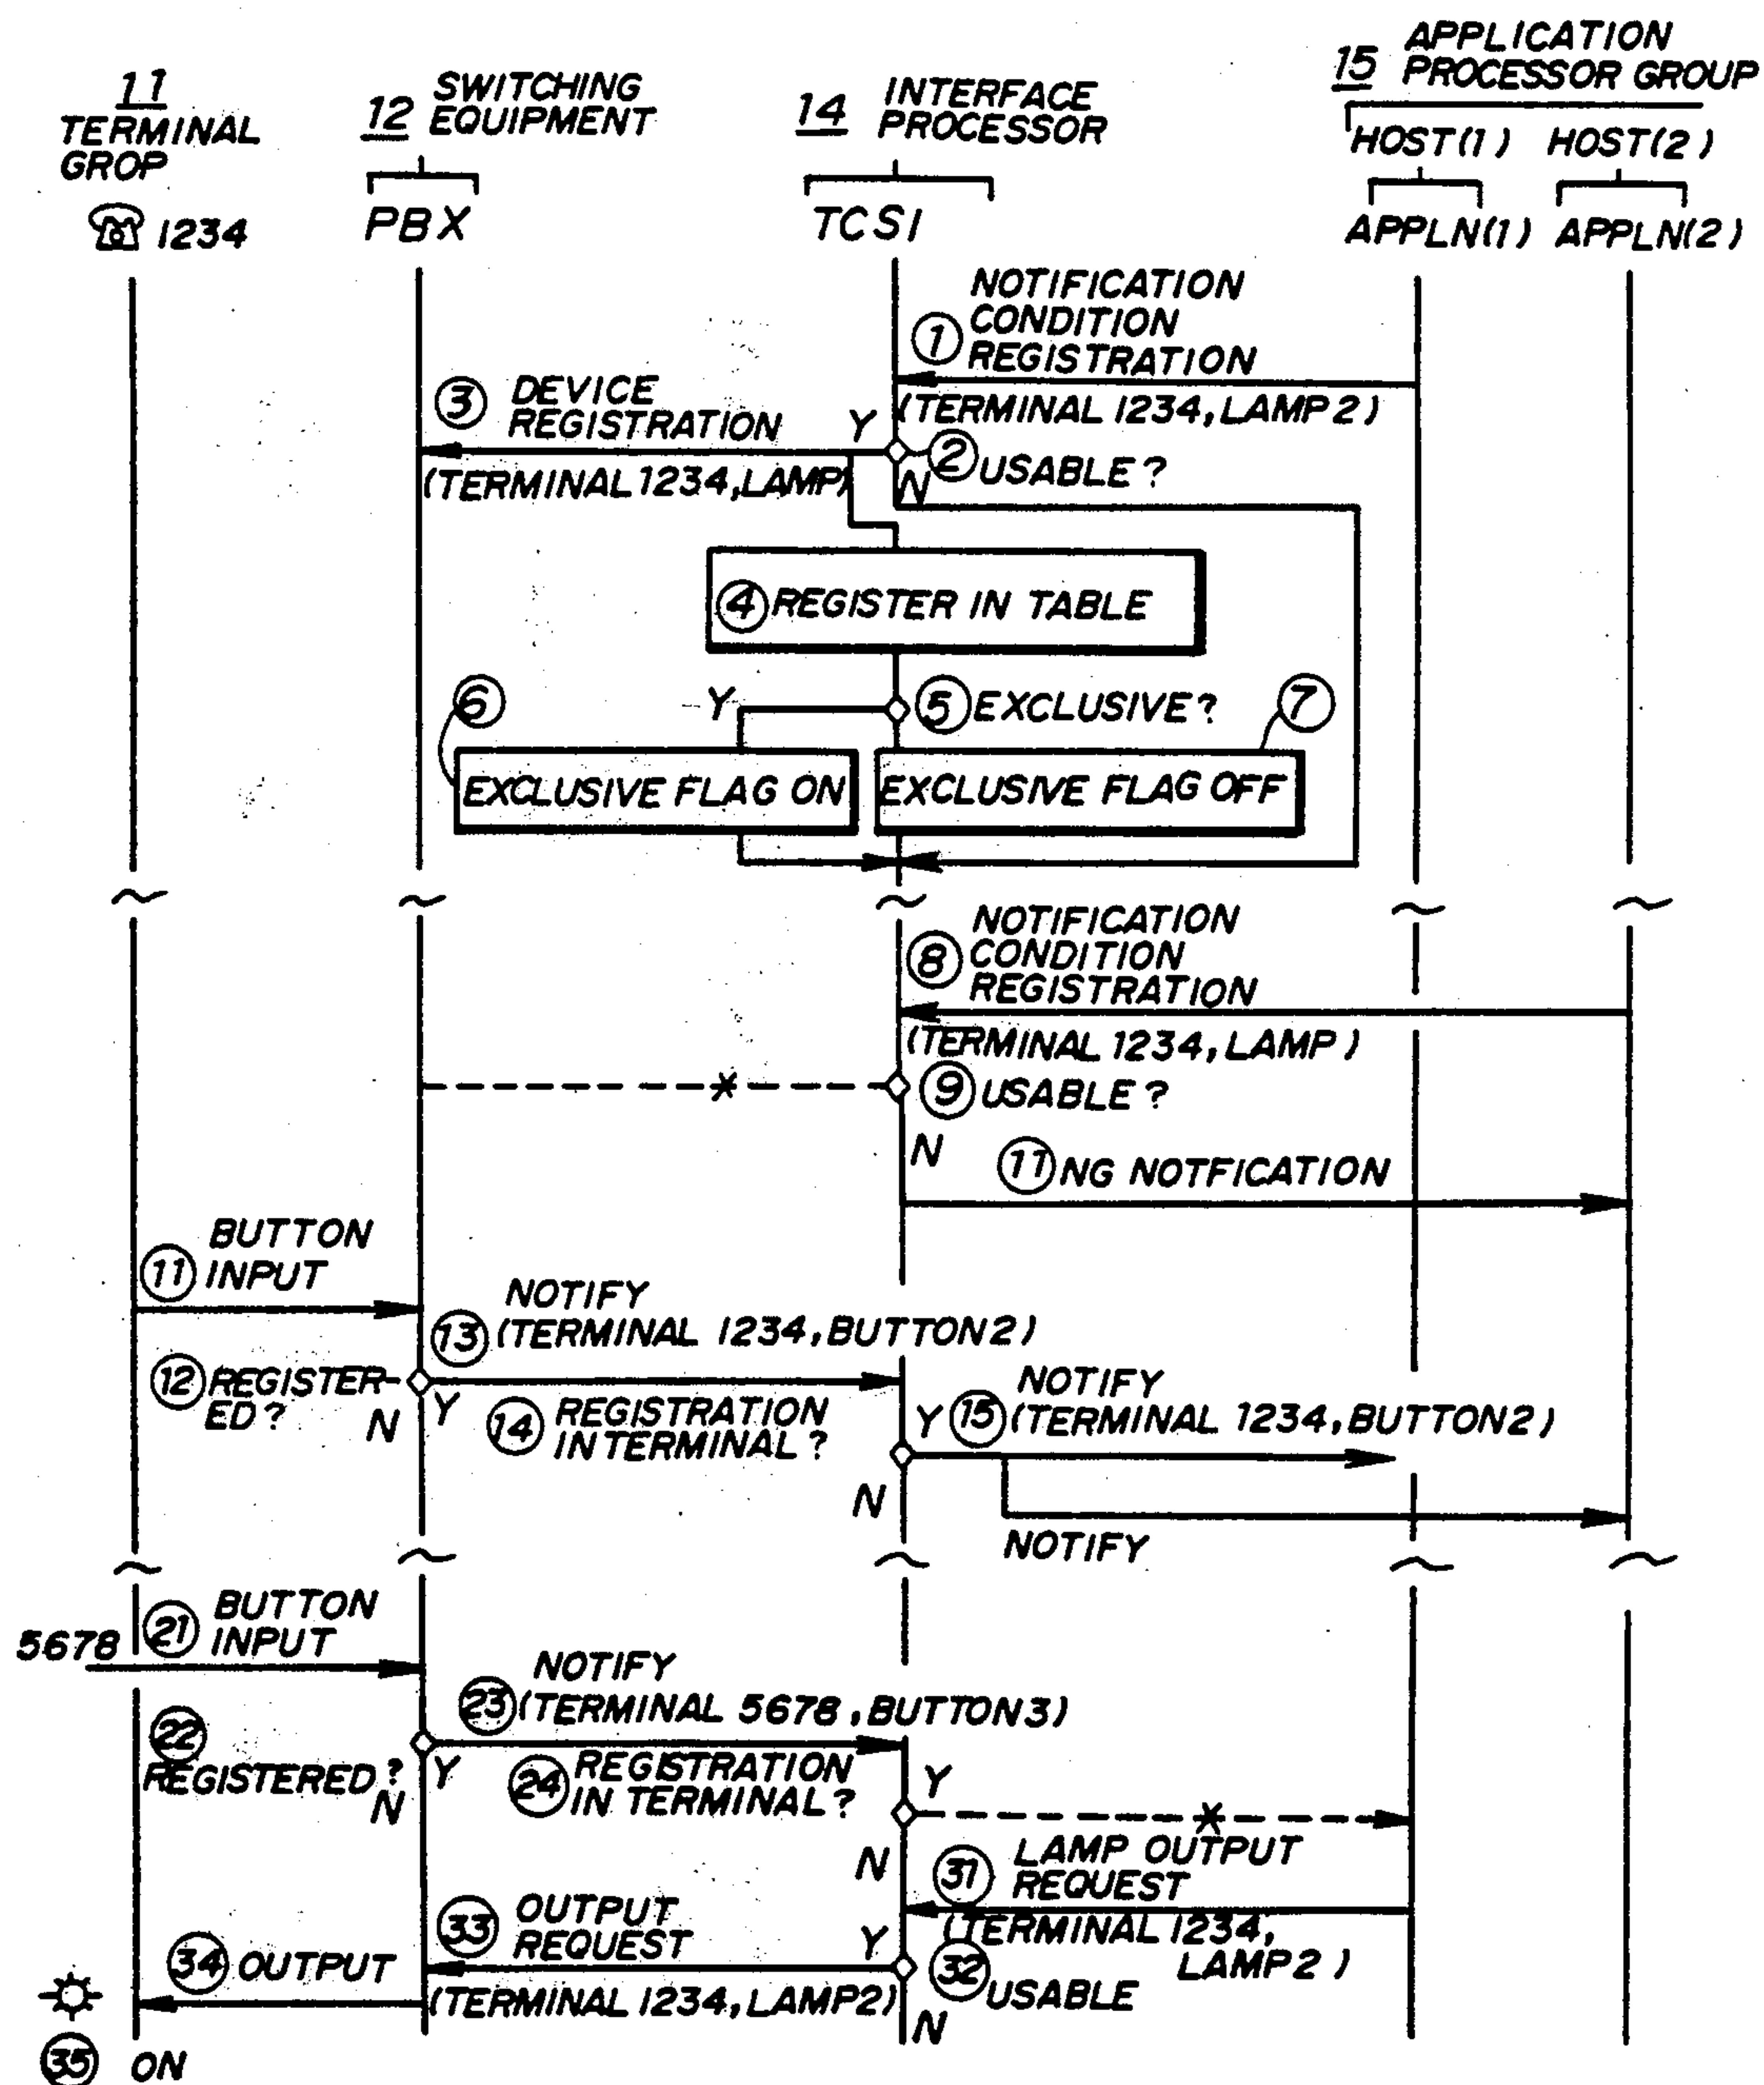 11
TERMINAL
GROP
1234
12 SWITCHING
EQUIPMENT
PBX
14 INTERFACE
PROCESSOR
TCSI
15 APPLICATION
PROCESSOR GROUP
HOST(1) HOST(2)
APPLN(1) APPLN(2)
1 NOTIFICATION
CONDITION
REGISTRATION
(TERMINAL 1234, LAMP 2)
3 DEVICE
REGISTRATION
(TERMINAL 1234, LAMP)
Y
2 USABLE ?
N
4 REGISTER IN TABLE
Y
5 EXCLUSIVE ?
6
7
EXCLUSIVE FLAG ON
EXCLUSIVE FLAG OFF
8 NOTIFICATION
CONDITION
REGISTRATION
(TERMINAL 1234, LAMP )
9 USABLE ?
N
11 NG NOTFICATION
11 BUTTON
INPUT
13 NOTIFY
(TERMINAL 1234, BUTTON 2)
12 REGISTER-
ED ?
N Y
14 REGISTRATION
IN TERMINAL ?
Y
15 NOTIFY
(TERMINAL 1234, BUTTON 2)
N
NOTIFY
5678
21 BUTTON
INPUT
23 NOTIFY
(TERMINAL 5678, BUTTON 3)
22
REGISTERED ?
N Y
24 REGISTRATION
IN TERMINAL ?
Y
N
31 LAMP OUTPUT
REQUEST
(TERMINAL 1234,
LAMP 2 )
33 OUTPUT
REQUEST
Y
32 USABLE
(TERMINAL 1234, LAMP 2)
N
34 OUTPUT
35 ON